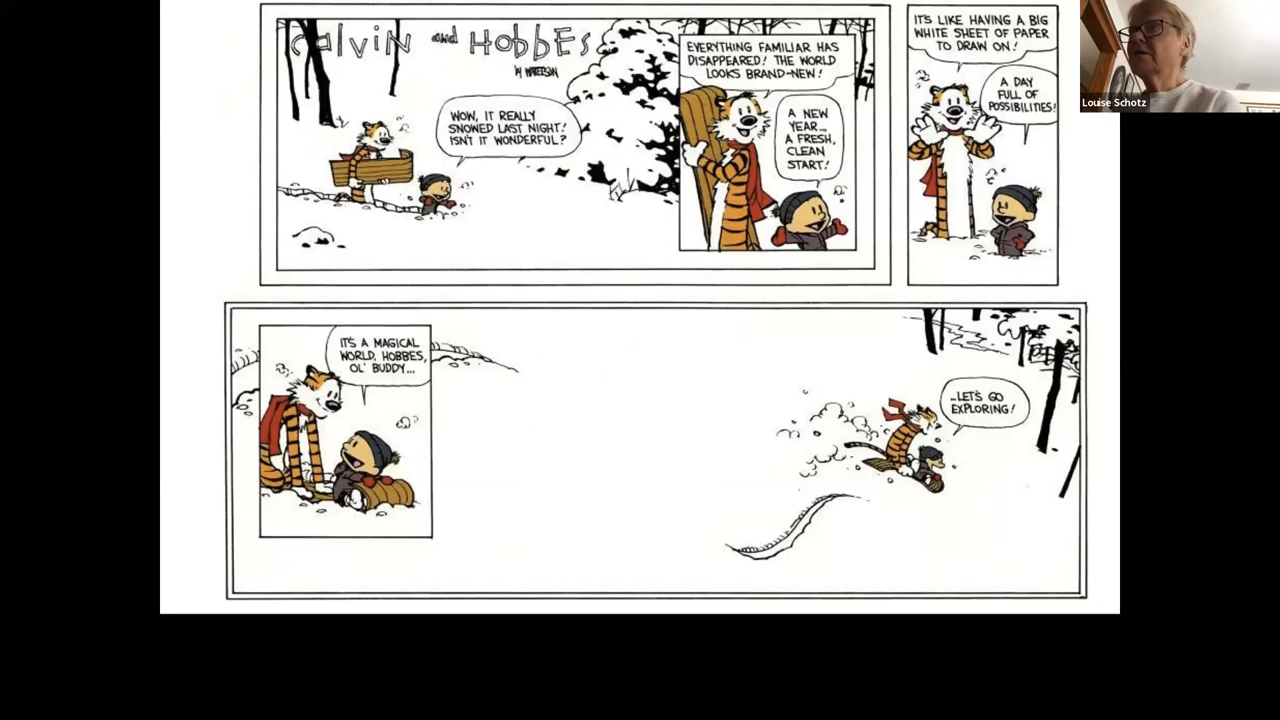 Calvin and Hobbes
by WATTERSON
WOW, IT REALLY
SNOWED LAST NIGHT!
ISN'T IT WONDERFUL?
EVERYTHING FAMILIAR HAS
DISAPPEARED! THE WORLD
LOOKS BRAND-NEW!
A NEW
YEAR...
A FRESH,
CLEAN
START!
IT'S LIKE HAVING A BIG
WHITE SHEET OF PAPER
TO DRAW ON!
A DAY
FULL OF
POSSIBILITIES!
Louise Schotz
IT'S A MAGICAL
WORLD, HOBBES,
OL' BUDDY...
...LET'S GO
EXPLORING!